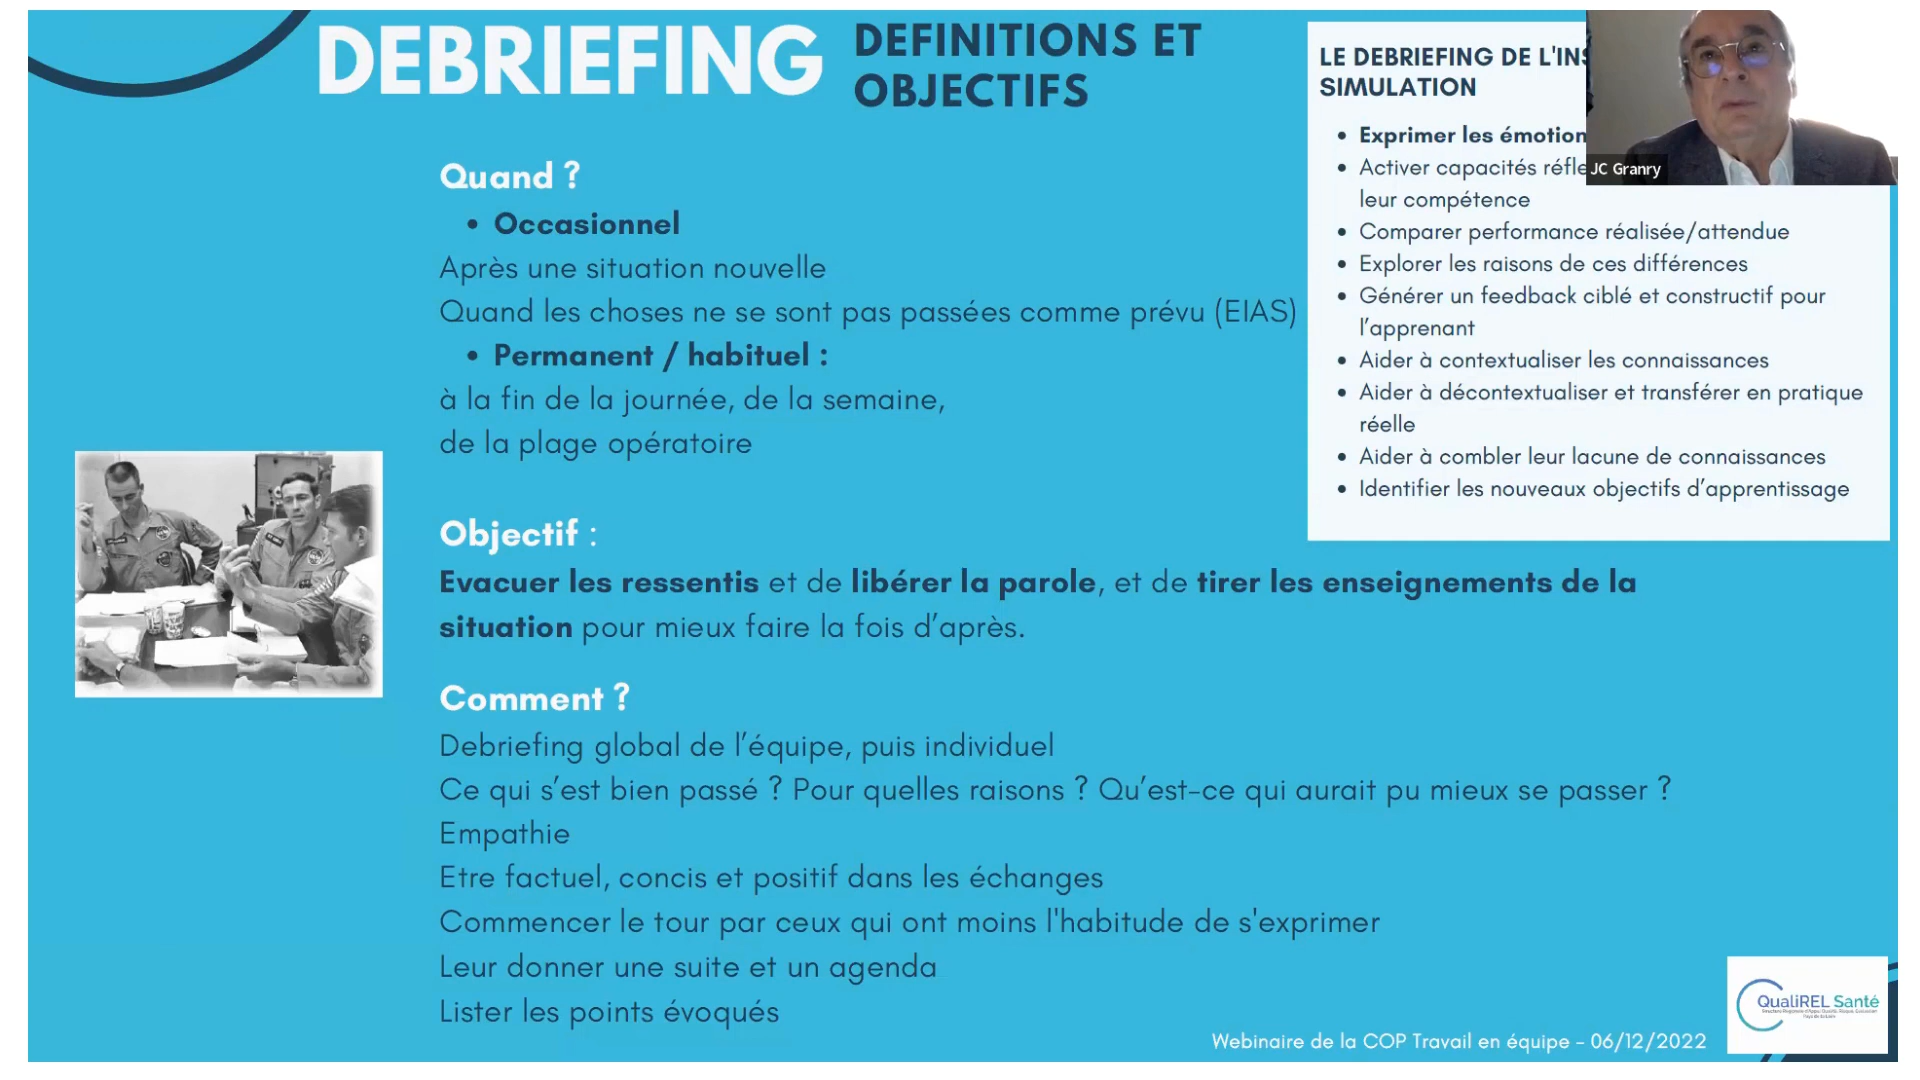 DEBRIEFING
DEFINITIONS ET
OBJECTIFS
Quand ?
• Occasionnel
Après une situation nouvelle
Quand les choses ne se sont pas passées comme prévu (EIAS)
• Permanent / habituel :
à la fin de la journée, de la semaine,
de la plage opératoire
Objectif :
Evacuer les ressentis et de libérer la parole, et de tirer les enseignements de la
situation pour mieux faire la fois d’après.
Comment ?
Debriefing global de l’équipe, puis individuel
Ce qui s’est bien passé ? Pour quelles raisons ? Qu’est-ce qui aurait pu mieux se passer ?
Empathie
Etre factuel, concis et positif dans les échanges
Commencer le tour par ceux qui ont moins l'habitude de s'exprimer
Leur donner une suite et un agenda
Lister les points évoqués
LE DEBRIEFING DE L'INS
SIMULATION
• Exprimer les émotion
• Activer capacités réfle
leur compétence
• Comparer performance réalisée/attendue
• Explorer les raisons de ces différences
• Générer un feedback ciblé et constructif pour
l’apprenant
• Aider à contextualiser les connaissances
• Aider à décontextualiser et transférer en pratique
réelle
• Aider à combler leur lacune de connaissances
• Identifier les nouveaux objectifs d’apprentissage
JC Granry
QualiREL Santé
Webinaire de la COP Travail en équipe - 06/12/2022